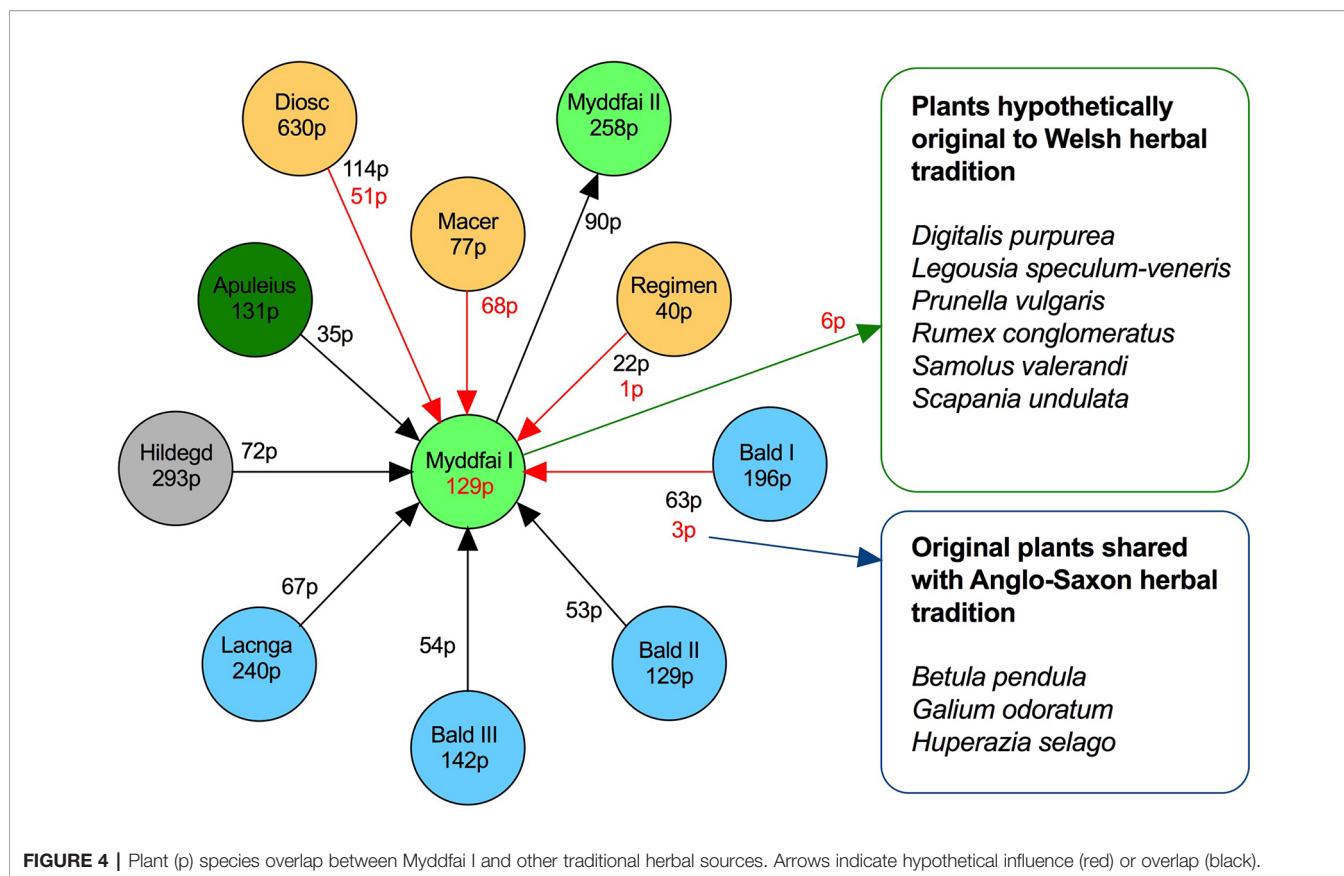 Diosc
630p
114p
51p
Myddfai II
258p
90p
Macer
77p
68p
Apuleius
131p
35p
Regimen
40p
22p
1p
6p
Hildegd
293p
72p
Myddfai I
129p
Bald I
196p
63p
3p
Lacnga
240p
67p
Bald III
142p
54p
Bald II
129p
53p
Plants hypothetically
original to Welsh herbal
tradition
Digitalis purpurea
Legousia speculum-veneris
Prunella vulgaris
Rumex conglomeratus
Samolus valerandi
Scapania undulata
Original plants shared
with Anglo-Saxon herbal
tradition
Betula pendula
Galium odoratum
Huperazia selago
FIGURE 4 | Plant (p) species overlap between Myddfai I and other traditional herbal sources. Arrows indicate hypothetical influence (red) or overlap (black).